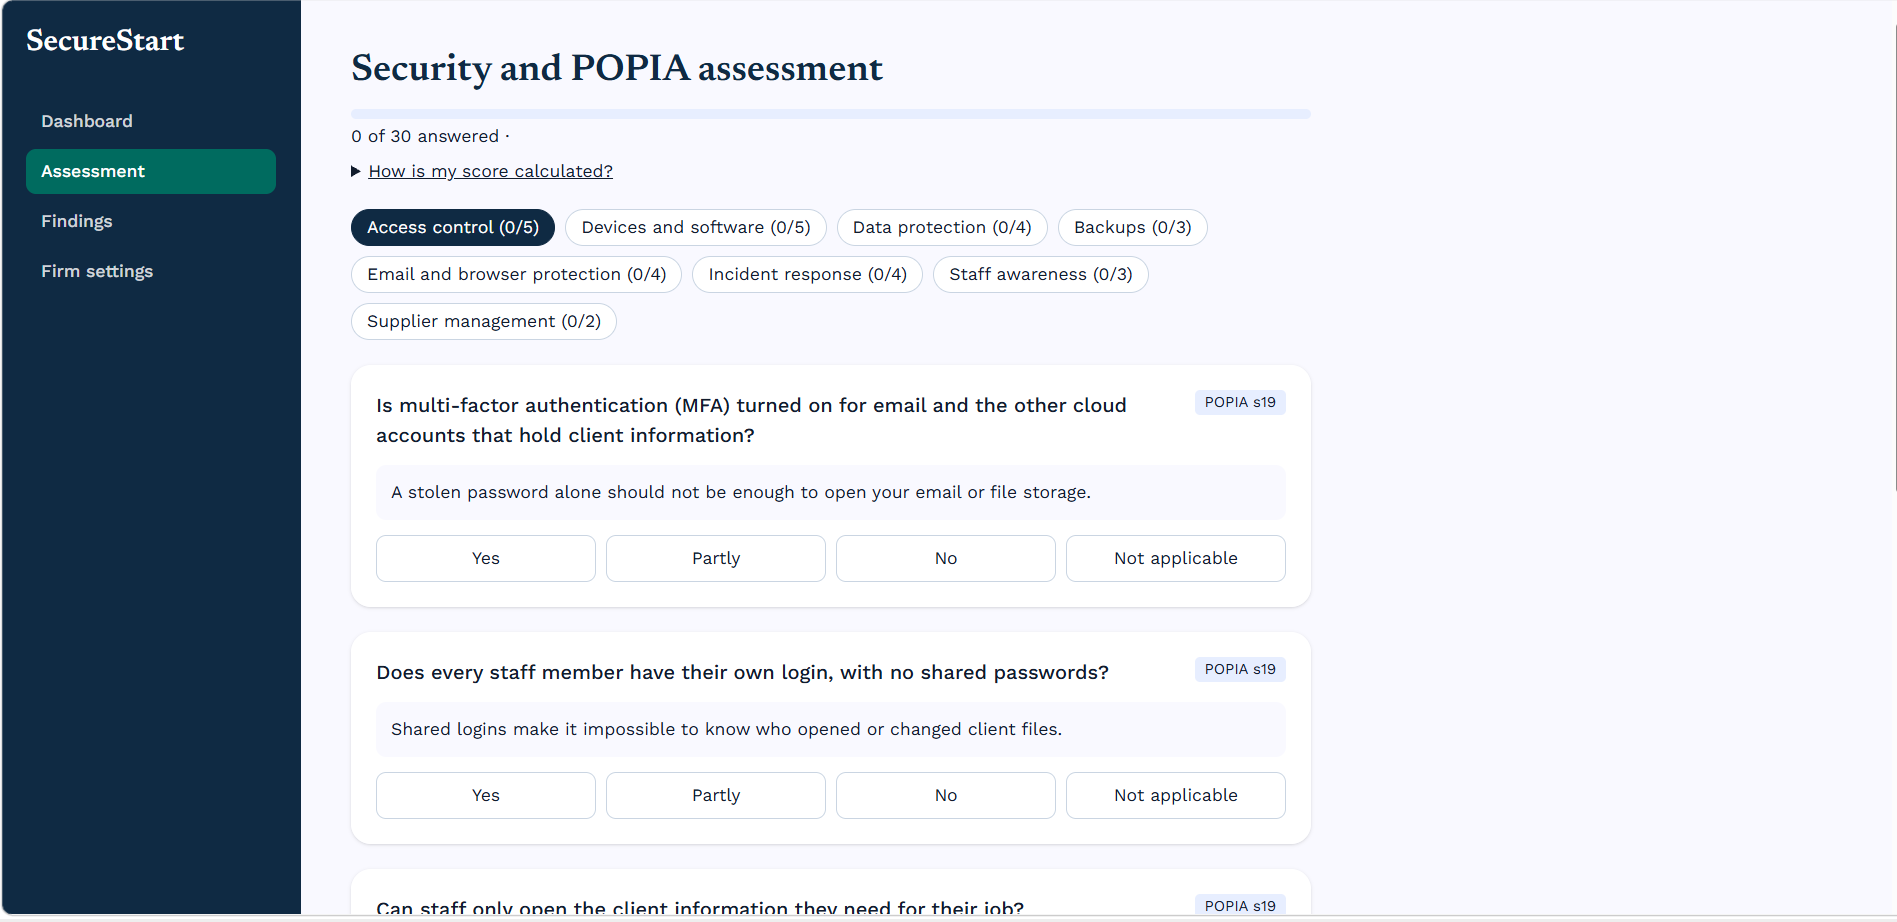 SecureStart
Dashboard
Assessment
Findings
Firm settings
Security and POPIA assessment
0 of 30 answered ·
How is my score calculated?
Access control (0/5)
Devices and software (0/5)
Data protection (0/4)
Backups (0/3)
Email and browser protection (0/4)
Incident response (0/4)
Staff awareness (0/3)
Supplier management (0/2)
Is multi-factor authentication (MFA) turned on for email and the other cloud
accounts that hold client information?
POPIA s19
A stolen password alone should not be enough to open your email or file storage.
Yes
Partly
No
Not applicable
Does every staff member have their own login, with no shared passwords?
POPIA s19
Shared logins make it impossible to know who opened or changed client files.
Yes
Partly
No
Not applicable
Can staff only open the client information they need for their job?
POPIA s19